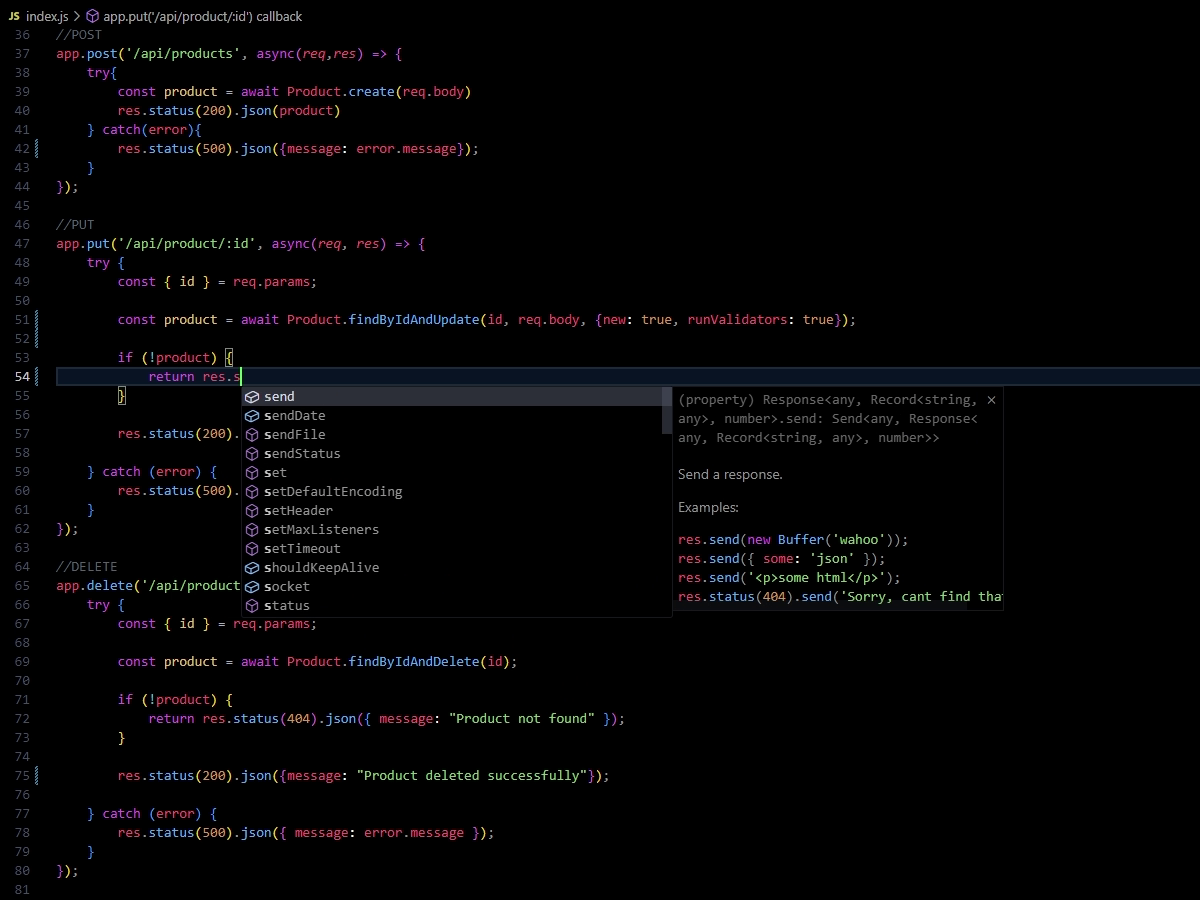 JS index.js > app.put('/api/product/:id') callback
36 //POST
37 app.post('/api/products', async(req,res) => {
38 try{
39 const product = await Product.create(req.body)
40 res.status(200).json(product)
41 } catch(error){
42 res.status(500).json({message: error.message});
43 }
44 });
45
46 //PUT
47 app.put('/api/product/:id', async(req, res) => {
48 try {
49 const { id } = req.params;
50
51 const product = await Product.findByIdAndUpdate(id, req.body, {new: true, runValidators: true});
52
53 if (!product) {
54 return res.s
55 }
56
57 res.status(200).
58
59 } catch (error) {
60 res.status(500).
61 }
62 });
63
64 //DELETE
65 app.delete('/api/product
66 try {
67 const { id } = req.params;
68
69 const product = await Product.findByIdAndDelete(id);
70
71 if (!product) {
72 return res.status(404).json({ message: "Product not found" });
73 }
74
75 res.status(200).json({message: "Product deleted successfully"});
76
77 } catch (error) {
78 res.status(500).json({ message: error.message });
79 }
80 });
81
send
sendDate
sendFile
sendStatus
set
setDefaultEncoding
setHeader
setMaxListeners
setTimeout
shouldKeepAlive
socket
status
(property) Response<any, Record<string, ×
any>, number>.send: Send<any, Response<
any, Record<string, any>, number>>
Send a response.
Examples:
res.send(new Buffer('wahoo'));
res.send({ some: 'json' });
res.send('<p>some html</p>');
res.status(404).send('Sorry, cant find tha